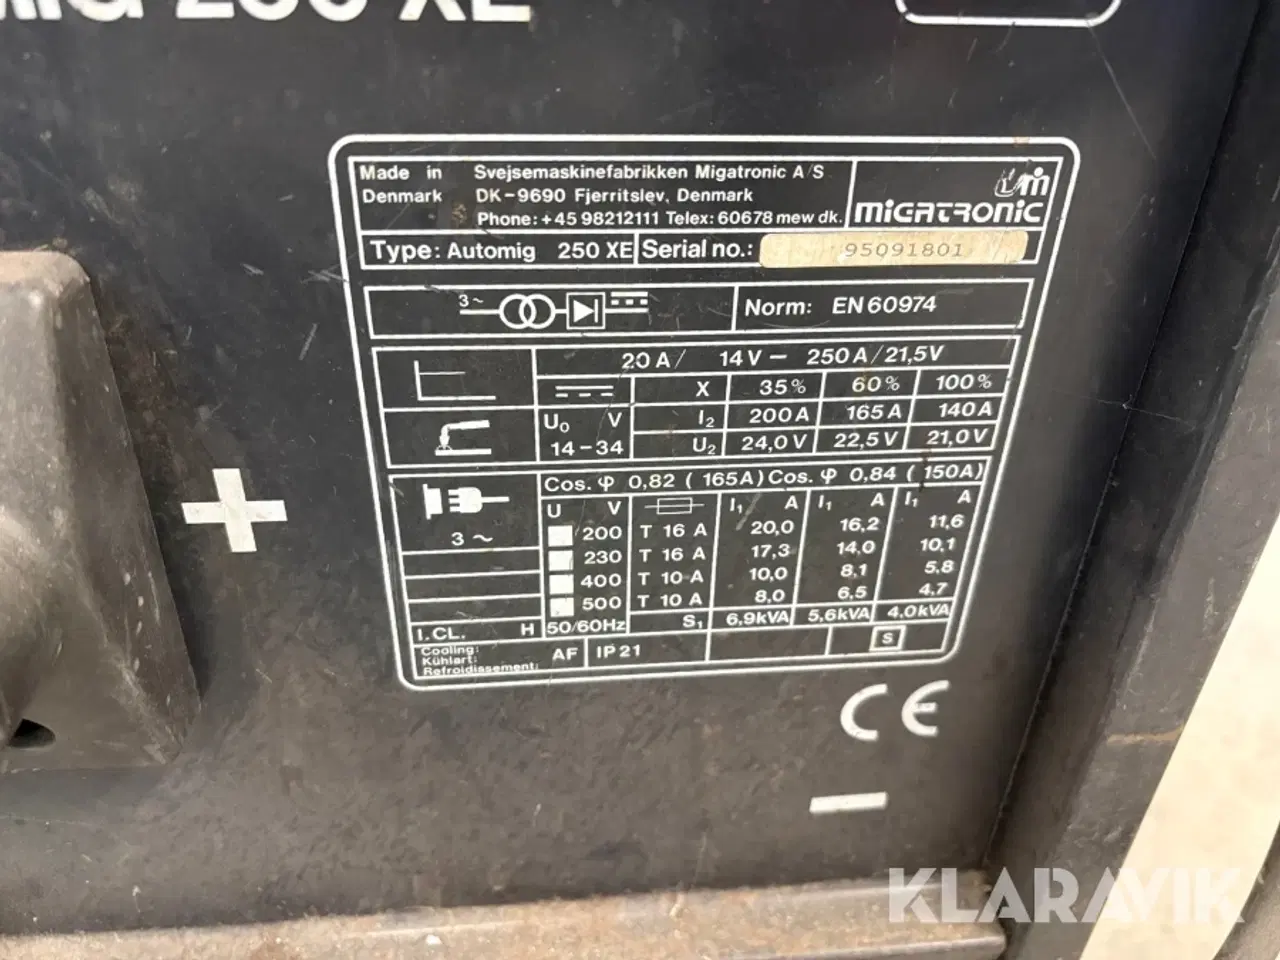 MIG 250 XE
Made in Svejsemaskinefabrikken Migatronic A/S
Denmark DK-9690 Fjerritslev, Denmark
Phone: +45 98212111 Telex: 60678 mew dk.
MIGATRONIC
Type: Automig 250 XE Serial no.: 95091801
3~ Norm: EN 60974
20 A/ 14 V – 250 A/21,5V
X 35% 60% 100%
U₀ V I₂ 200 A 165 A 140 A
14-34 U₂ 24,0 V 22,5 V 21,0 V
Cos. φ 0,82 (165A) Cos. φ 0,84 (150A)
U V I₁ A I₁ A I₁ A
3~ 200 T 16 A 20,0 16,2 11,6
230 T 16 A 17,3 14,0 10,1
400 T 10 A 10,0 8,1 5,8
500 T 10 A 8,0 6,5 4,7
I.CL. H 50/60Hz S₁ 6,9kVA 5,6kVA 4,0kVA
Cooling:
Kühlart: AF IP 21 S
Refroidissement:
CE
+
–
KLARAVIK